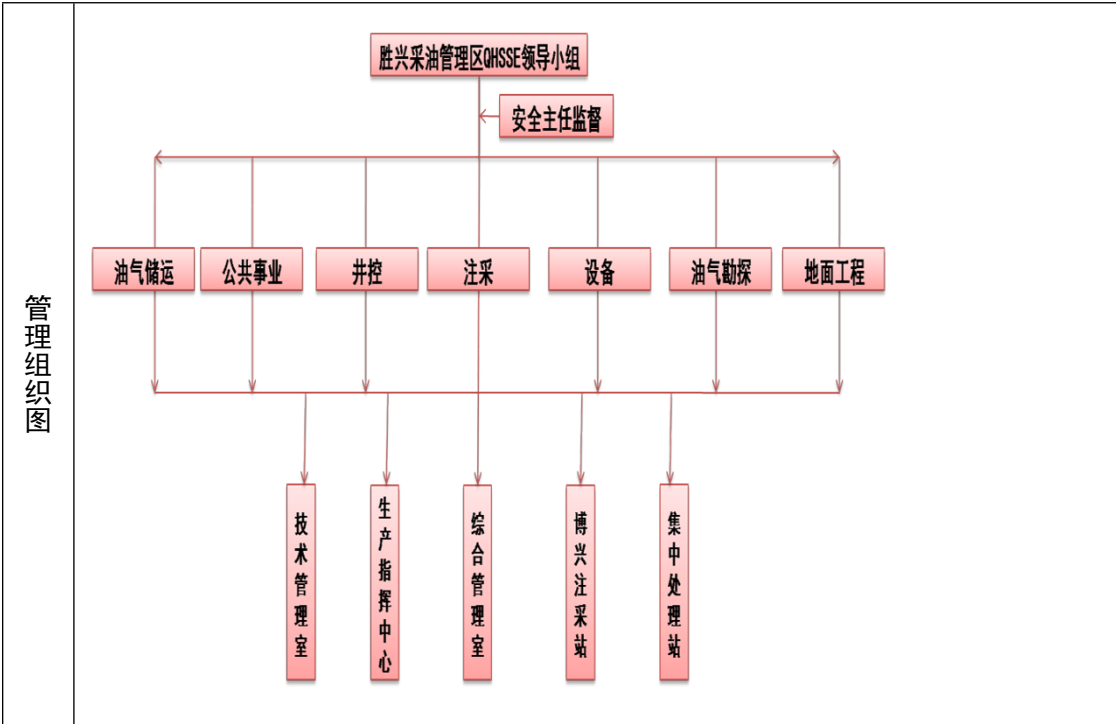 管理组织图
胜兴采油管理区QHSSE领导小组
安全主任监督
油气储运
公共事业
井控
注采
设备
油气勘探
地面工程
技术管理室
生产指挥中心
综合管理室
博兴注采站
集中处理站